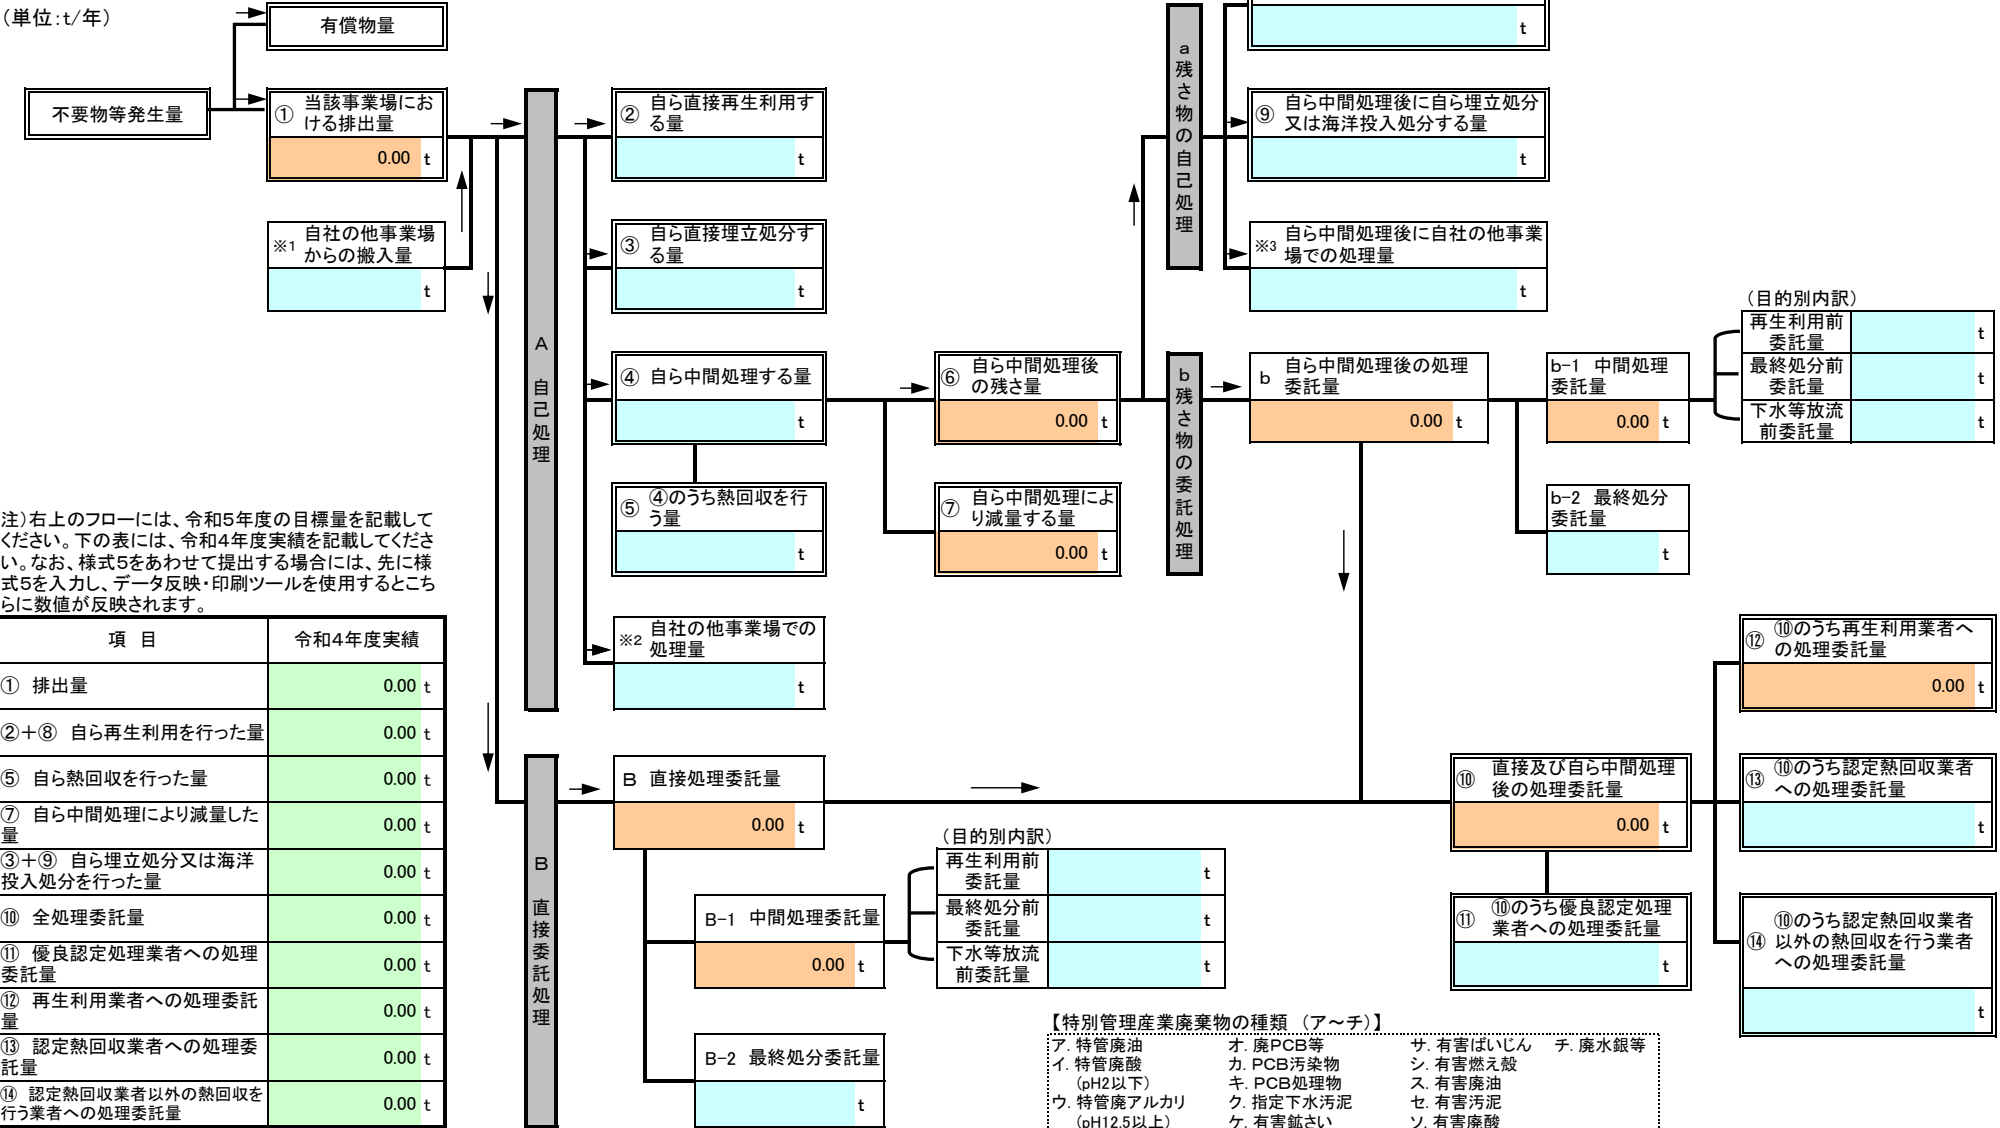 （単位：t/年）
有償物量
不要物等発生量
① 当該事業場にお
ける排出量
0.00 t
※1 自社の他事業場
からの搬入量
t
A 自己処理
② 自ら直接再生利用す
る量
t
③ 自ら直接埋立処分す
る量
t
④ 自ら中間処理する量
t
⑤ ④のうち熱回収を行
う量
t
※2 自社の他事業場での
処理量
t
⑥ 自ら中間処理後
の残さ量
0.00 t
⑦ 自ら中間処理によ
り減量する量
0.00 t
a 残さ物の自己処理
t
⑨ 自ら中間処理後に自ら埋立処分
又は海洋投入処分する量
t
※3 自ら中間処理後に自社の他事業
場での処理量
t
b 残さ物の委託処理
b 自ら中間処理後の処理
委託量
0.00 t
b-1 中間処理
委託量
0.00 t
b-2 最終処分
委託量
t
（目的別内訳）
再生利用前
委託量
t
最終処分前
委託量
t
下水等放流
前委託量
t
注）右上のフローには、令和５年度の目標量を記載して
ください。下の表には、令和４年度実績を記載してくださ
い。なお、様式５をあわせて提出する場合には、先に様
式５を入力し、データ反映・印刷ツールを使用するとこち
らに数値が反映されます。
項 目 令和４年度実績
① 排出量 0.00 t
②＋⑧ 自ら再生利用を行った量 0.00 t
⑤ 自ら熱回収を行った量 0.00 t
⑦ 自ら中間処理により減量した
量 0.00 t
③＋⑨ 自ら埋立処分又は海洋
投入処分を行った量 0.00 t
⑩ 全処理委託量 0.00 t
⑪ 優良認定処理業者への処理
委託量 0.00 t
⑫ 再生利用業者への処理委託
量 0.00 t
⑬ 認定熱回収業者への処理委
託量 0.00 t
⑭ 認定熱回収業者以外の熱回収を
行う業者への処理委託量 0.00 t
B 直接委託処理
B 直接処理委託量
0.00 t
B-1 中間処理委託量
0.00 t
B-2 最終処分委託量
t
（目的別内訳）
再生利用前
委託量
t
最終処分前
委託量
t
下水等放流
前委託量
t
⑩ 直接及び自ら中間処理
後の処理委託量
0.00 t
⑪ ⑩のうち優良認定処理
業者への処理委託量
t
⑫ ⑩のうち再生利用業者へ
の処理委託量
0.00 t
⑬ ⑩のうち認定熱回収業者
への処理委託量
t
⑭ ⑩のうち認定熱回収業者
以外の熱回収を行う業者
への処理委託量
t
【特別管理産業廃棄物の種類 （ア～チ）】
ア. 特管廃油 オ. 廃PCB等 サ. 有害ばいじん チ. 廃水銀等
イ. 特管廃酸 カ. PCB汚染物 シ. 有害燃え殻
（pH2以下） キ. PCB処理物 ス. 有害廃油
ウ. 特管廃アルカリ ク. 指定下水汚泥 セ. 有害汚泥
（pH12.5以上） ケ. 有害鉱さい ソ. 有害廃酸